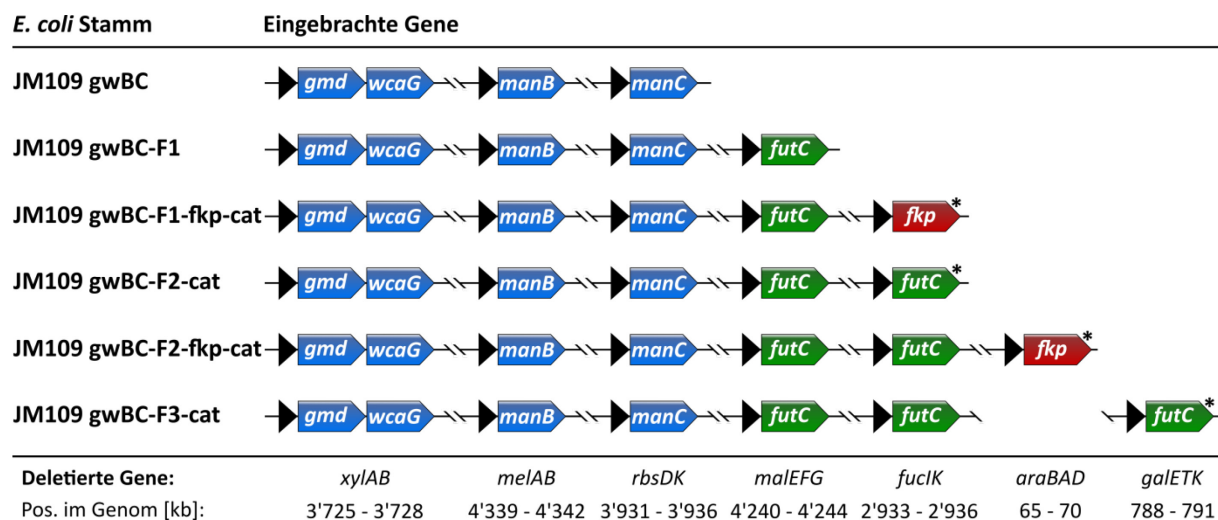 E. coli Stamm Eingebrachte Gene
JM109 gwBC gmd wcaG manB manC
JM109 gwBC-F1 gmd wcaG manB manC futC
JM109 gwBC-F1-fkp-cat gmd wcaG manB manC futC fkp *
JM109 gwBC-F2-cat gmd wcaG manB manC futC futC *
JM109 gwBC-F2-fkp-cat gmd wcaG manB manC futC futC fkp *
JM109 gwBC-F3-cat gmd wcaG manB manC futC futC futC *
Deletierte Gene: xylAB melAB rbsDK malEFG fucIK araBAD galETK
Pos. im Genom [kb]: 3'725 - 3'728 4'339 - 4'342 3'931 - 3'936 4'240 - 4'244 2'933 - 2'936 65 - 70 788 - 791